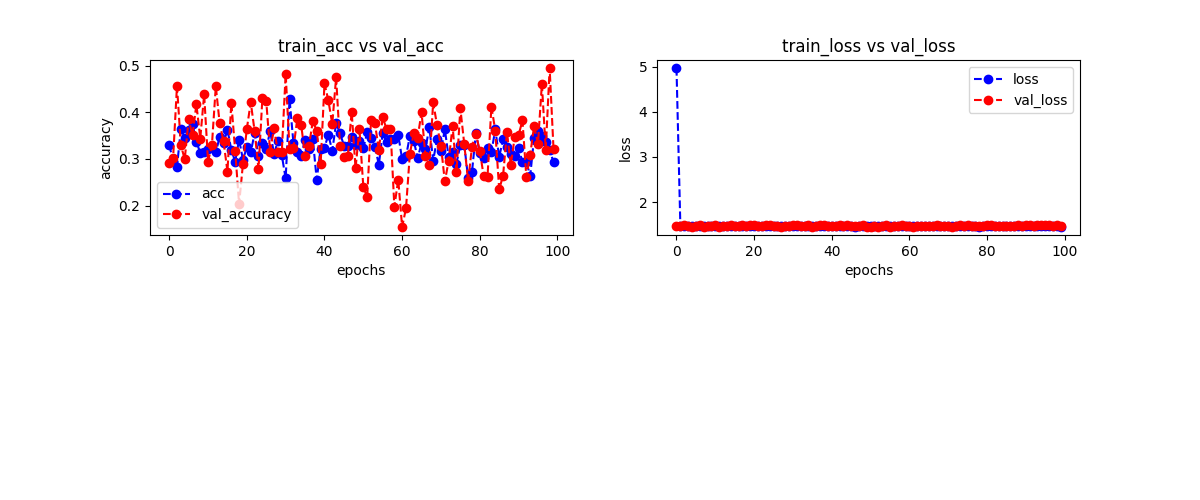 train_acc vs val_acc
accuracy
0.5
0.4
0.3
0.2
acc
val_accuracy
0 20 40 60 80 100
epochs
train_loss vs val_loss
loss
5
4
3
2
loss
val_loss
0 20 40 60 80 100
epochs